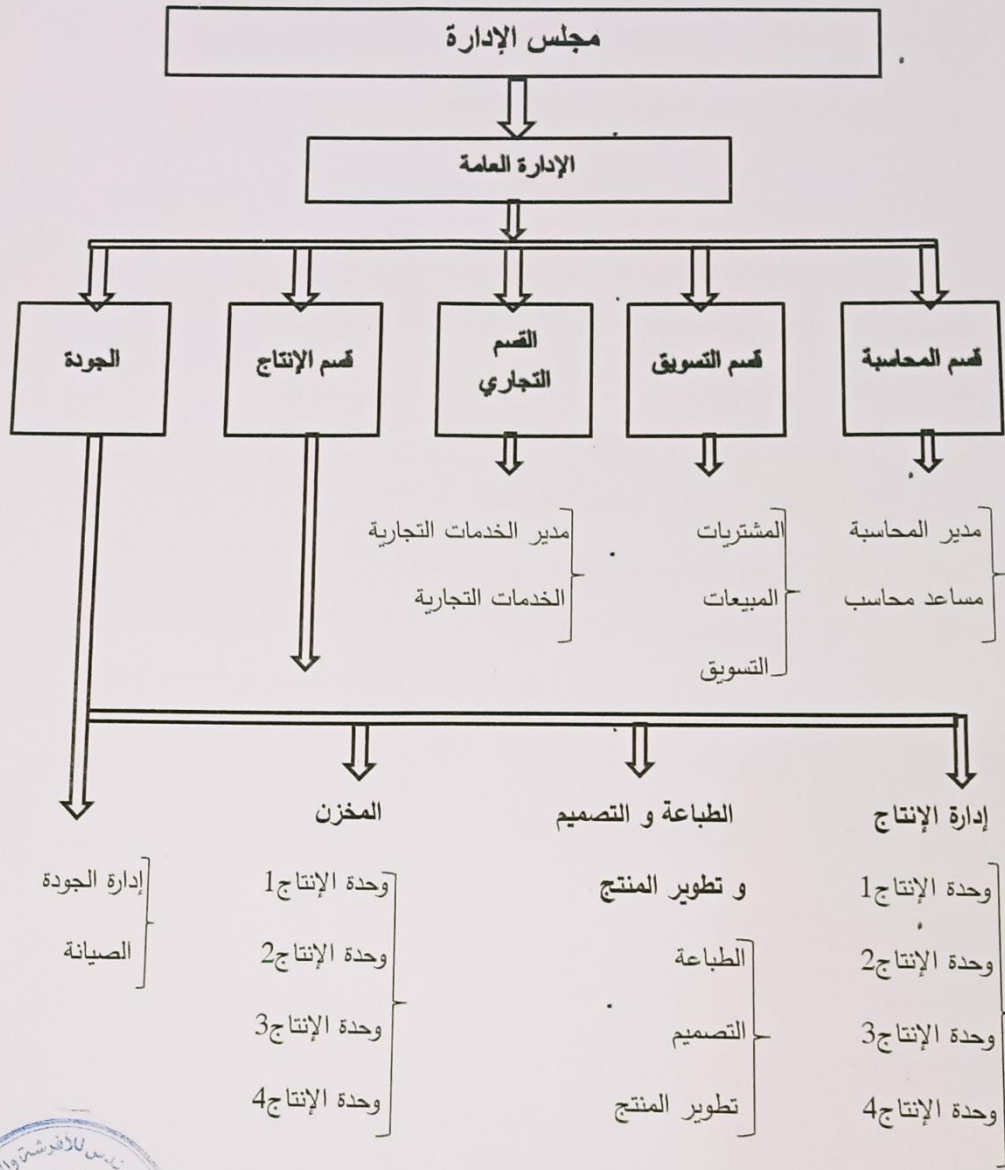 مجلس الإدارة
الإدارة العامة
قسم المحاسبة
قسم التسويق
القسم
التجاري
قسم الإنتاج
الجودة
مدير المحاسبة
مساعد محاسب
المشتريات
المبيعات
التسويق
مدير الخدمات التجارية
الخدمات التجارية
إدارة الإنتاج
وحدة الإنتاج1
وحدة الإنتاج2
وحدة الإنتاج3
وحدة الإنتاج4
الطباعة و التصميم
و تطوير المنتج
الطباعة
التصميم
تطوير المنتج
المخزن
وحدة الإنتاج1
وحدة الإنتاج2
وحدة الإنتاج3
وحدة الإنتاج4
إدارة الجودة
الصيانة